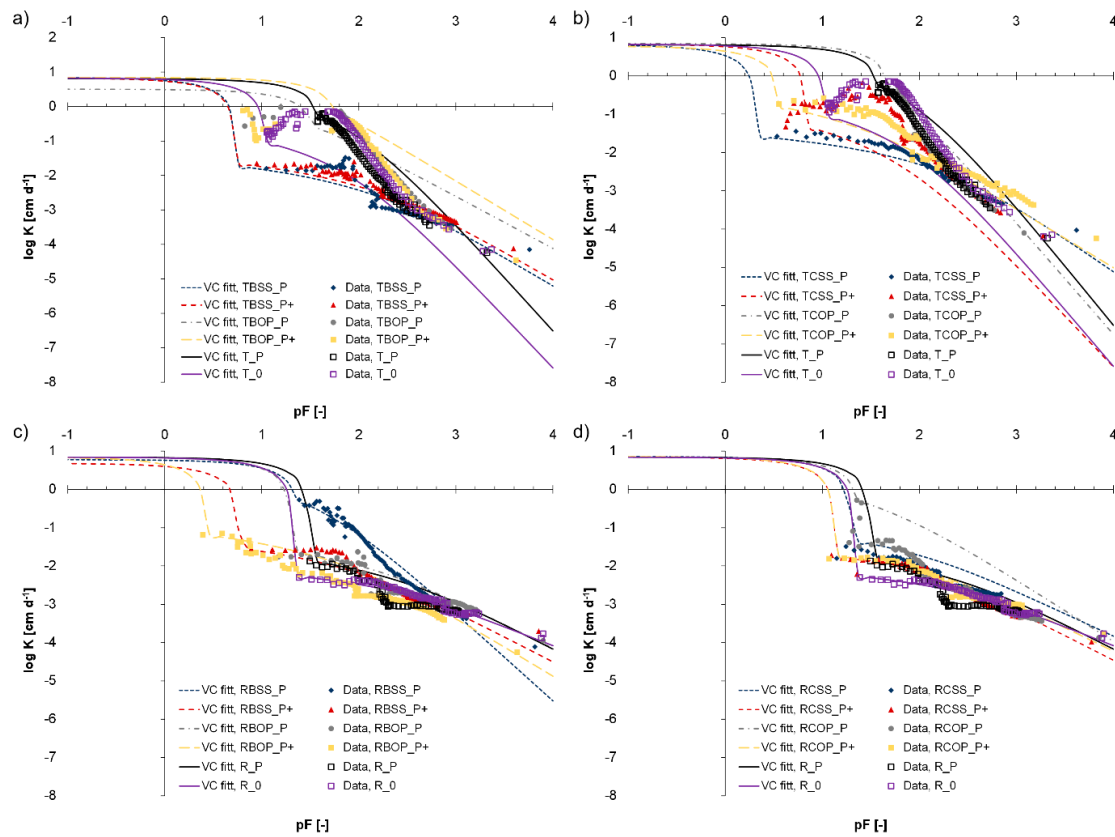 a)
-1 0 1 2 3 4
2
1
0
-1
-2
-3
-4
-5
-6
-7
-8
log K [cm d⁻¹]
pF [-]
VC fitt, TBSS_P
VC fitt, TBSS_P+
VC fitt, TBOP_P
VC fitt, TBOP_P+
VC fitt, T_P
VC fitt, T_0
Data, TBSS_P
Data, TBSS_P+
Data, TBOP_P
Data, TBOP_P+
Data, T_P
Data, T_0
b)
-1 0 1 2 3 4
2
1
0
-1
-2
-3
-4
-5
-6
-7
-8
log K [cm d⁻¹]
pF [-]
VC fitt, TCSS_P
VC fitt, TCSS_P+
VC fitt, TCOP_P
VC fitt, TCOP_P+
VC fitt, T_P
VC fitt, T_0
Data, TCSS_P
Data, TCSS_P+
Data, TCOP_P
Data, TCOP_P+
Data, T_P
Data, T_0
c)
-1 0 1 2 3 4
1
0
-1
-2
-3
-4
-5
-6
-7
-8
log K [cm d⁻¹]
pF [-]
VC fitt, RBSS_P
VC fitt, RBSS_P+
VC fitt, RBOP_P
VC fitt, RBOP_P+
VC fitt, R_P
VC fitt, R_0
Data, RBSS_P
Data, RBSS_P+
Data, RBOP_P
Data, RBOP_P+
Data, R_P
Data, R_0
d)
-1 0 1 2 3 4
1
0
-1
-2
-3
-4
-5
-6
-7
-8
log K [cm d⁻¹]
pF [-]
VC fitt, RCSS_P
VC fitt, RCSS_P+
VC fitt, RCOP_P
VC fitt, RCOP_P+
VC fitt, R_P
VC fitt, R_0
Data, RCSS_P
Data, RCSS_P+
Data, RCOP_P
Data, RCOP_P+
Data, R_P
Data, R_0